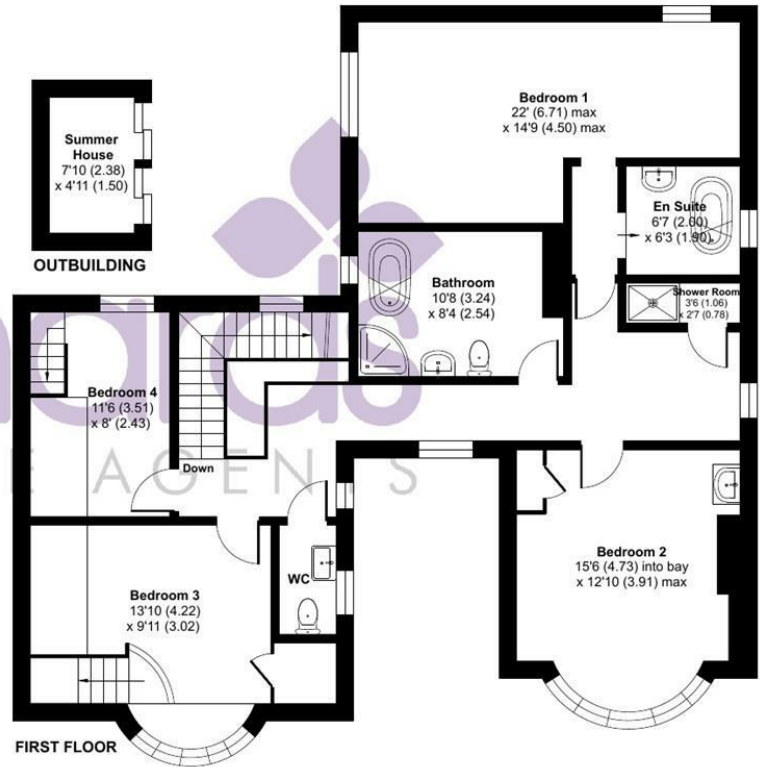 Bedroom 1
22' (6.71) max
x 14'9 (4.50) max
Summer
House
7'10 (2.38)
x 4'11 (1.50)
OUTBUILDING
En Suite
6'7 (2.00)
x 6'3 (1.90)
Bathroom
10'8 (3.24)
x 8'4 (2.54)
Shower Room
3'6 (1.06)
x 2'7 (0.78)
Bedroom 4
11'6 (3.51)
x 8' (2.43)
Down
E AGENTS
Bedroom 2
15'6 (4.73) into bay
x 12'10 (3.91) max
WC
Bedroom 3
13'10 (4.22)
x 9'11 (3.02)
FIRST FLOOR